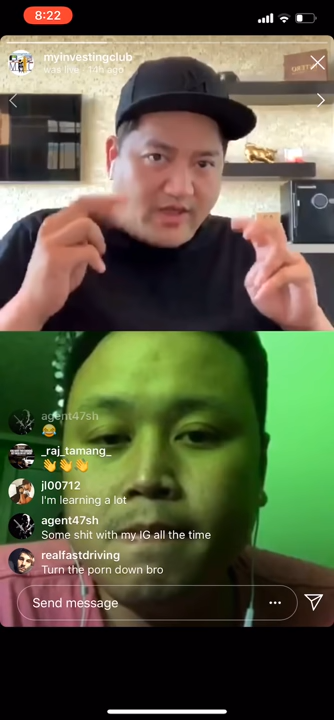 8:22
myinvestingclub
was live · 11h ago
agent47sh
😂
_raj_tamang_
👏👏👏
jl00712
I'm learning a lot
agent47sh
Some shit with my IG all the time
realfastdriving
Turn the porn down bro
Send message